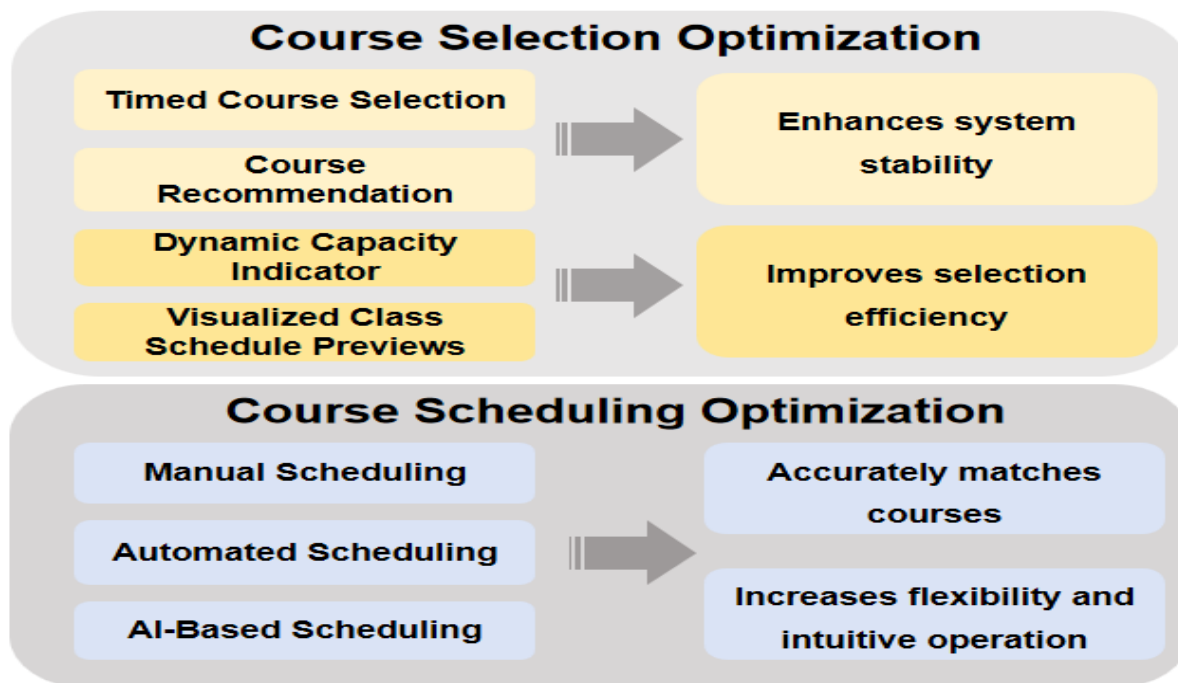 Course Selection Optimization
Timed Course Selection
Course
Recommendation
Enhances system
stability
Dynamic Capacity
Indicator
Visualized Class
Schedule Previews
Improves selection
efficiency
Course Scheduling Optimization
Manual Scheduling
Automated Scheduling
AI-Based Scheduling
Accurately matches
courses
Increases flexibility and
intuitive operation